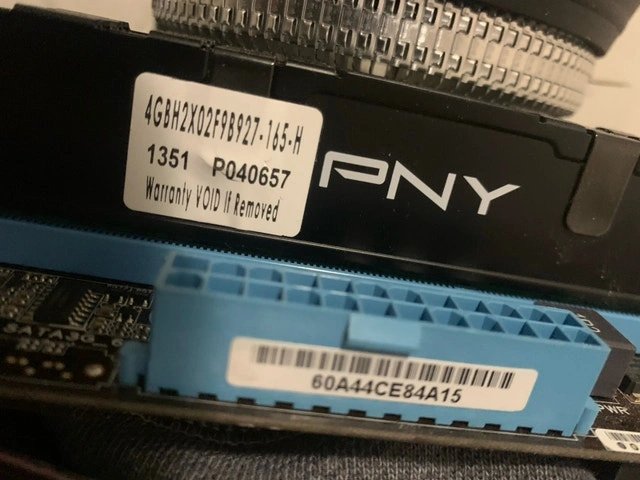 4GBH2X02F9B927-165-H
1351 P040657
Warranty VOID If Removed
PNY
60A44CE84A15